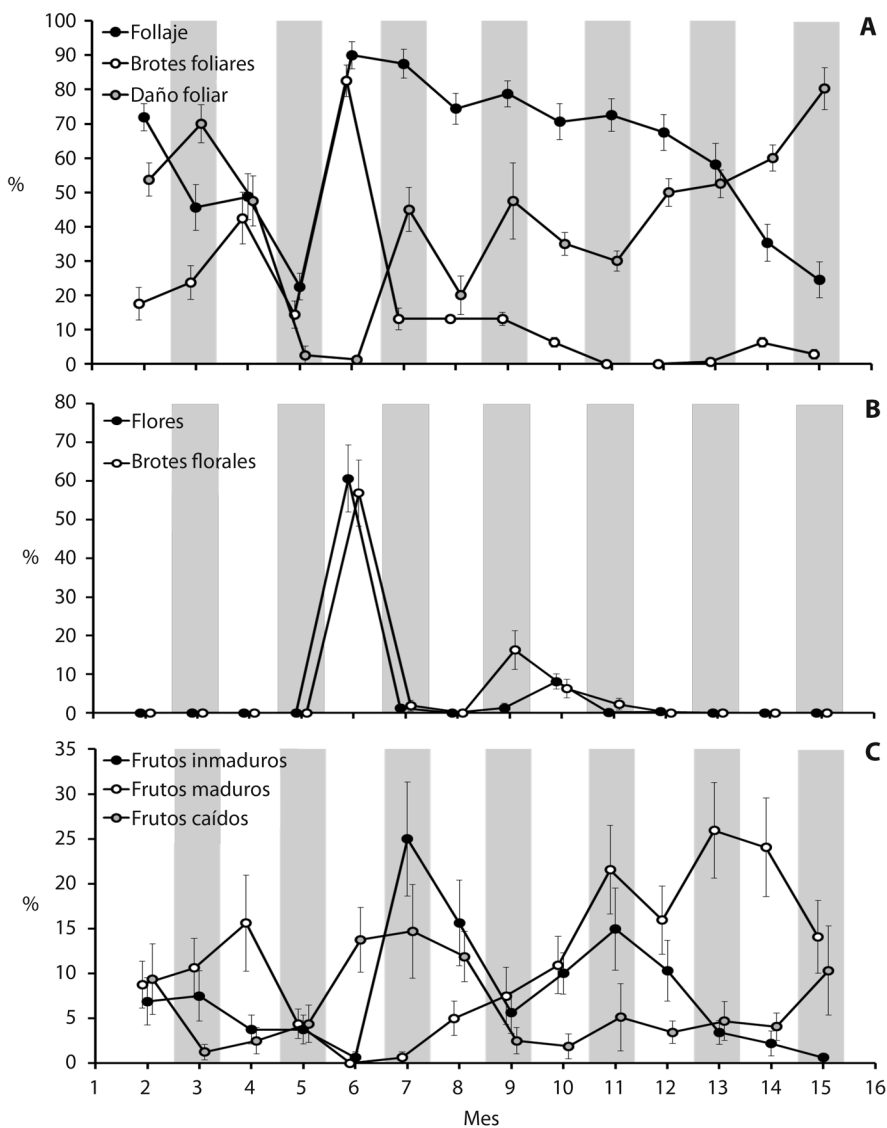 A
Follaje
Brotes foliares
Daño foliar
%
100
90
80
70
60
50
40
30
20
10
0
B
Flores
Brotes florales
%
80
70
60
50
40
30
20
10
0
C
Frutos inmaduros
Frutos maduros
Frutos caídos
%
35
30
25
20
15
10
5
0
1 2 3 4 5 6 7 8 9 10 11 12 13 14 15 16
Mes